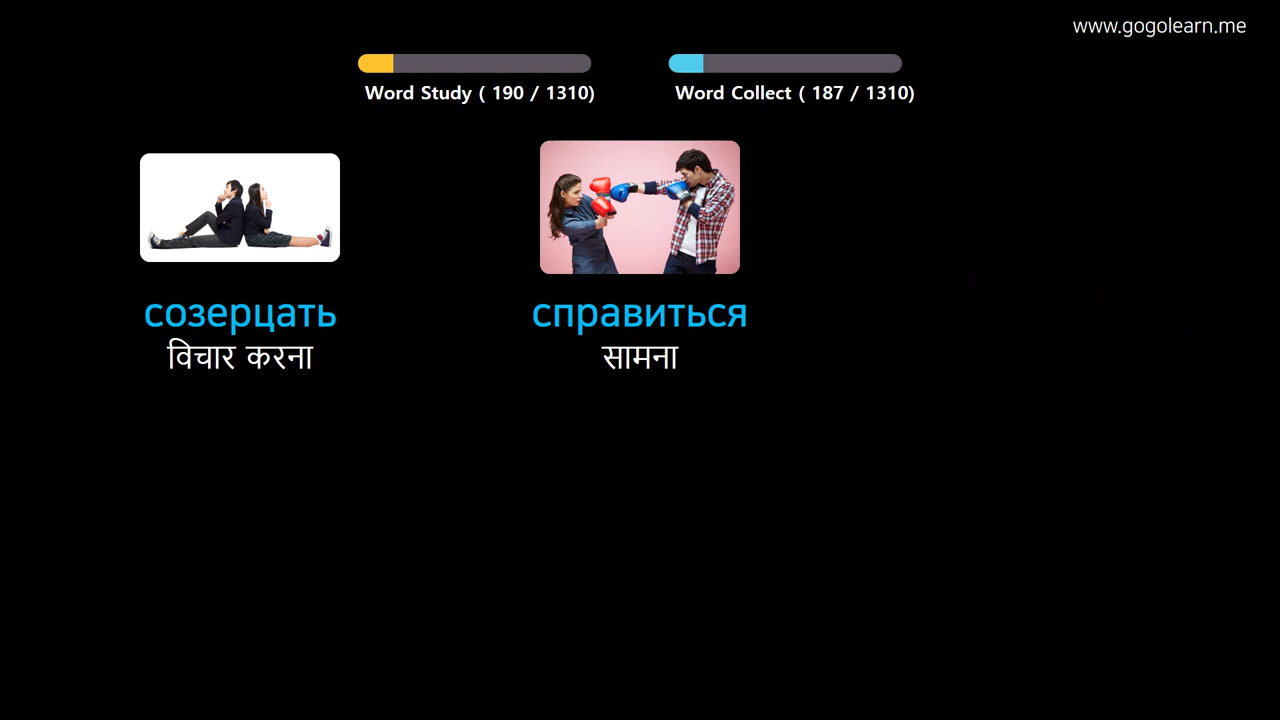 www.gogolearn.me
Word Study ( 190 / 1310)
Word Collect ( 187 / 1310)
созерцать
विचार करना
справиться
सामना